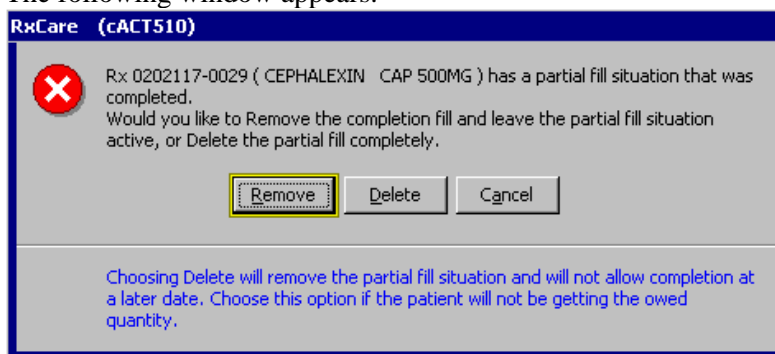 The following window appears:
RxCare (cACT510)
Rx 0202117-0029 ( CEPHALEXIN CAP 500MG ) has a partial fill situation that was
completed.
Would you like to Remove the completion fill and leave the partial fill situation
active, or Delete the partial fill completely.
Remove Delete Cancel
Choosing Delete will remove the partial fill situation and will not allow completion at
a later date. Choose this option if the patient will not be getting the owed
quantity.